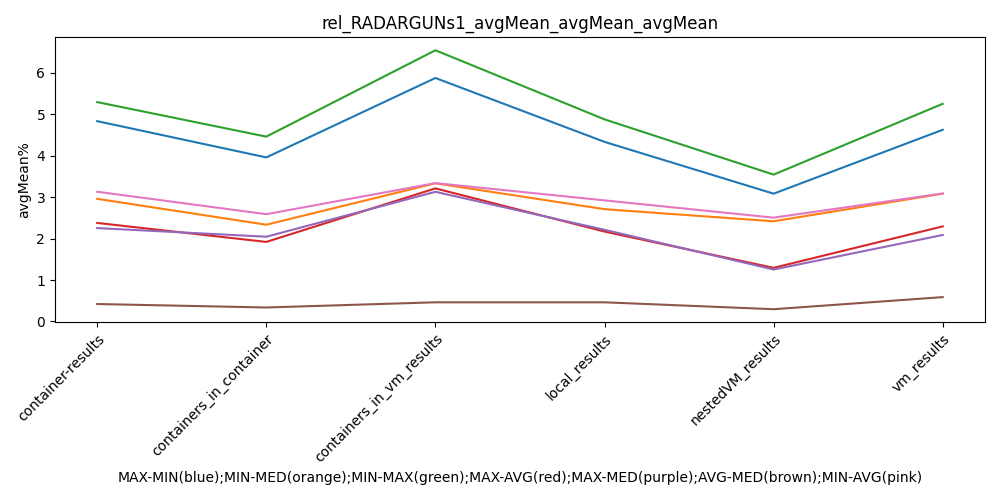 rel_RADARGUNs1_avgMean_avgMean_avgMean
avgMean%
6
5
4
3
2
1
0
container-results
containers_in_container
containers_in_vm_results
local_results
nestedVM_results
vm_results
MAX-MIN(blue);MIN-MED(orange);MIN-MAX(green);MAX-AVG(red);MAX-MED(purple);AVG-MED(brown);MIN-AVG(pink)